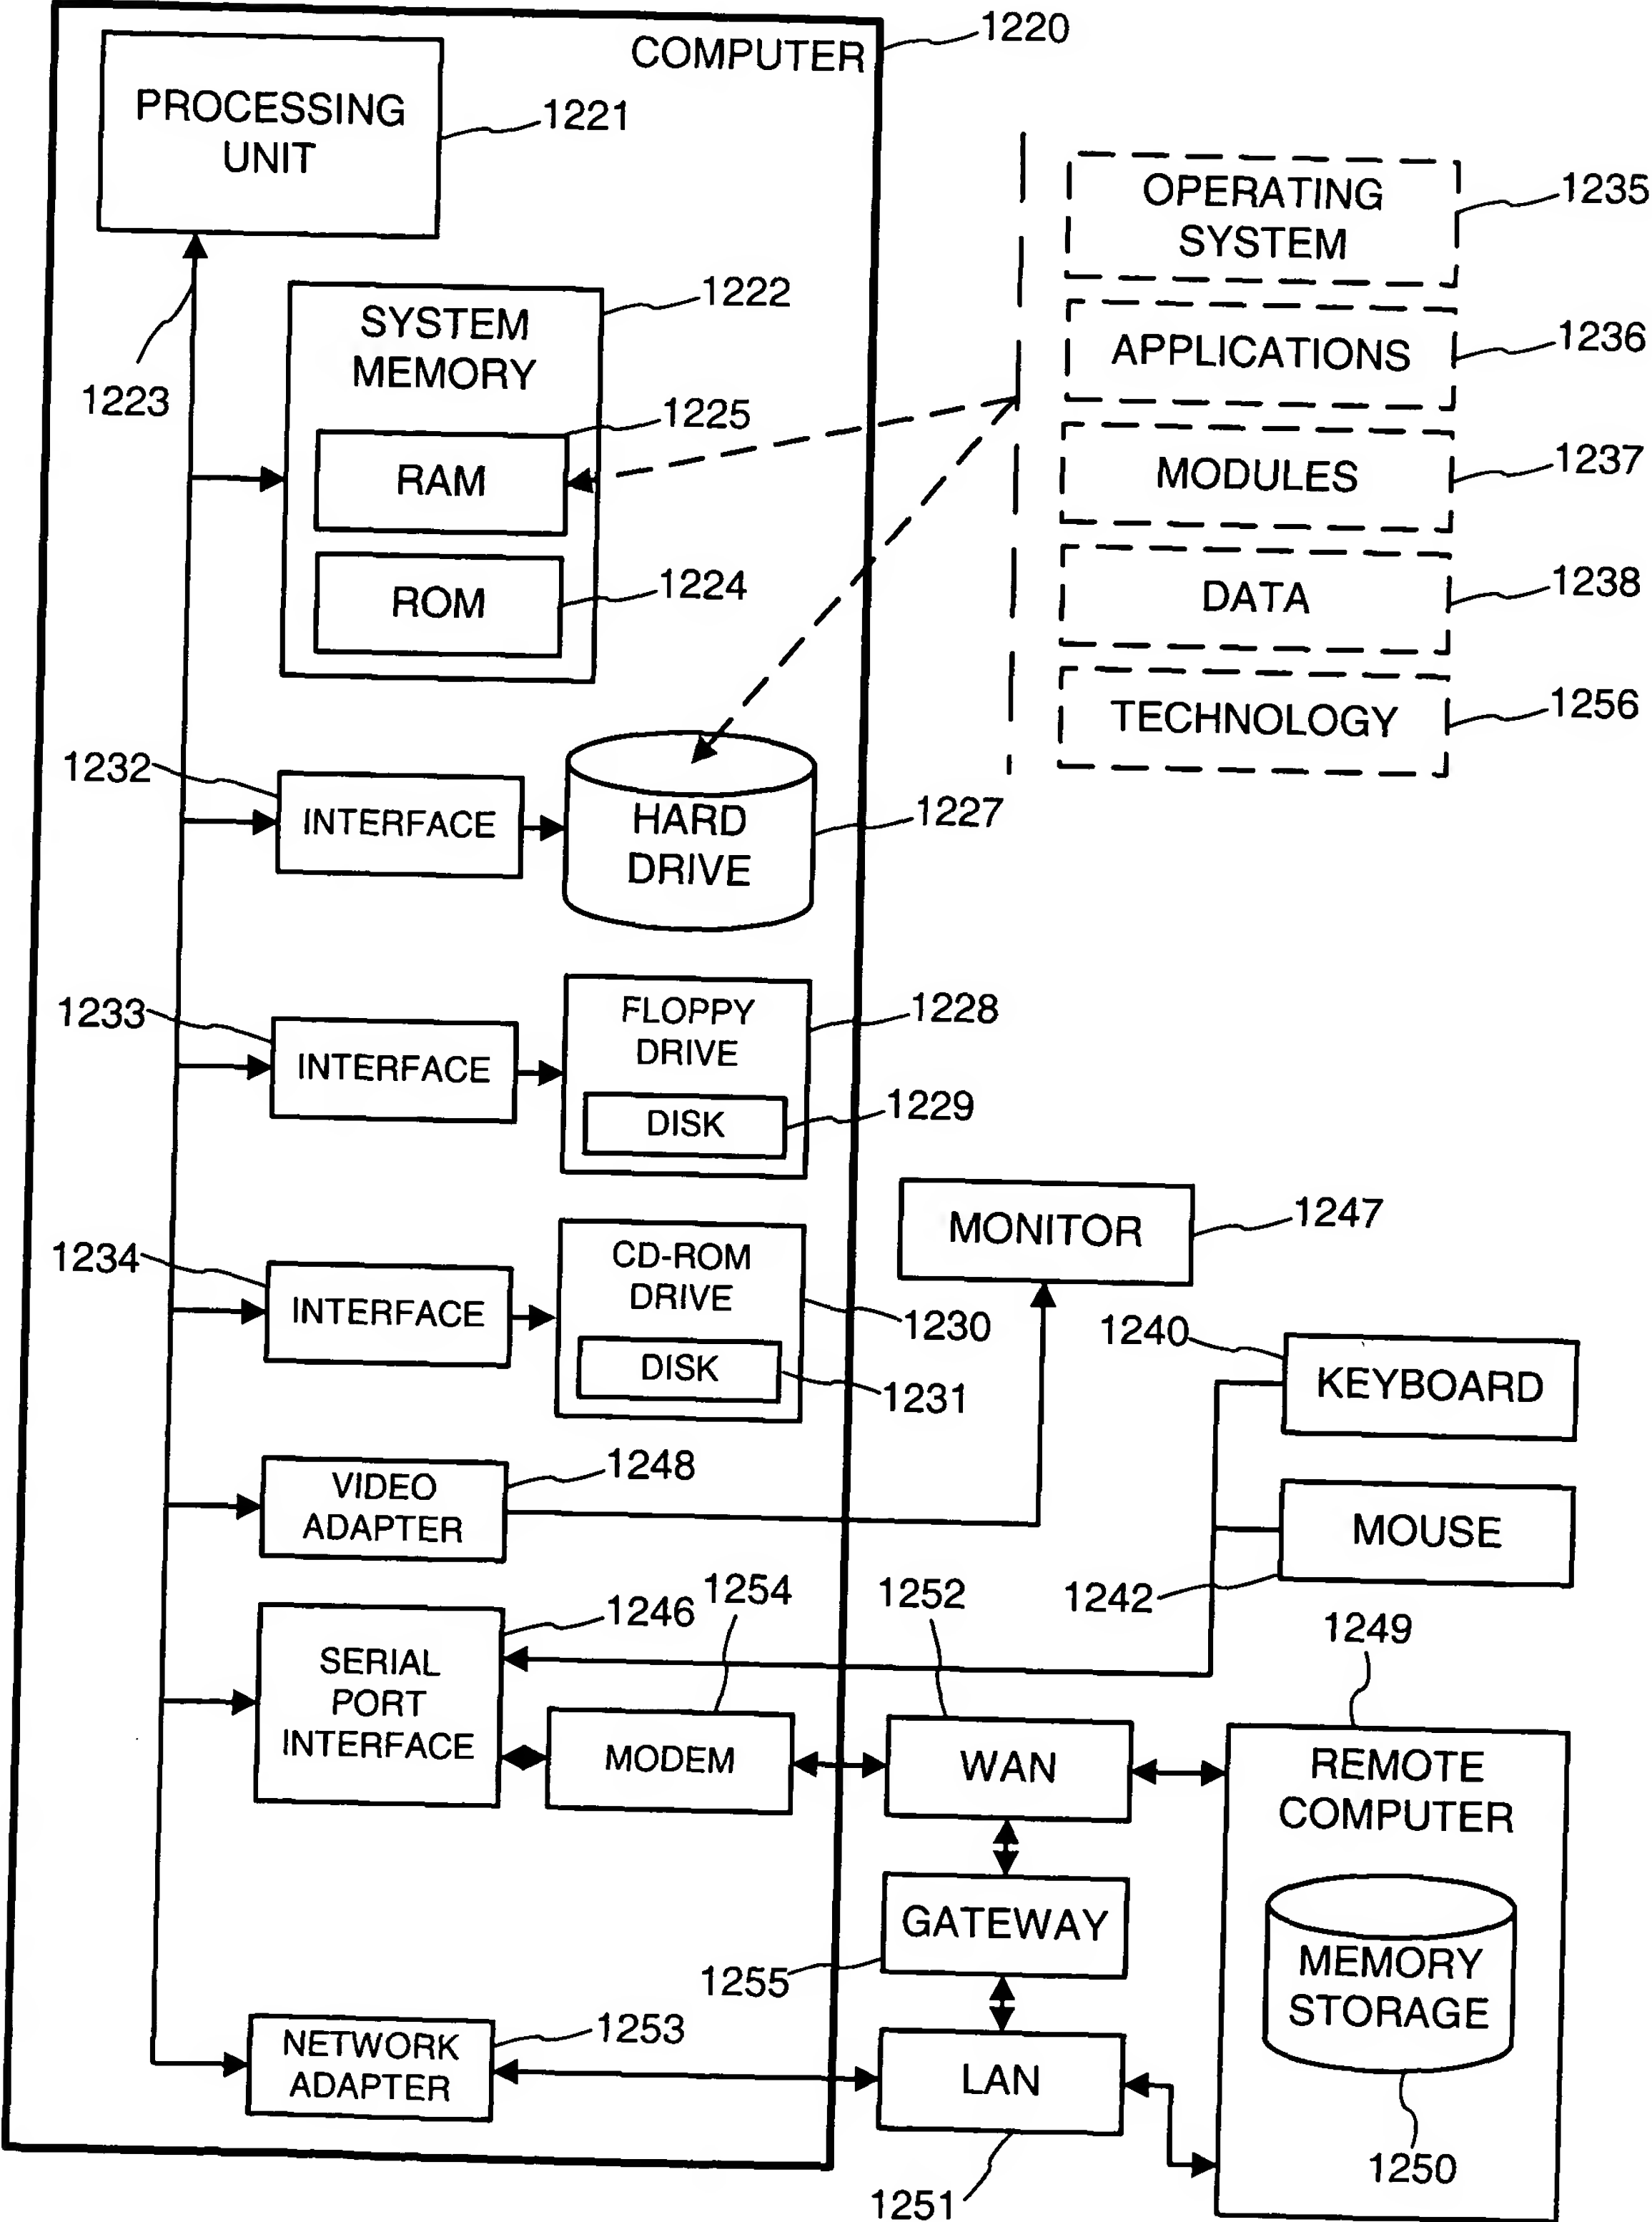 COMPUTER
1220
PROCESSING
UNIT
1221
1223
SYSTEM
MEMORY
1222
RAM
1225
ROM
1224
OPERATING
SYSTEM
1235
APPLICATIONS
1236
MODULES
1237
DATA
1238
TECHNOLOGY
1256
1232
INTERFACE
HARD
DRIVE
1227
1233
INTERFACE
FLOPPY
DRIVE
1228
DISK
1229
1234
INTERFACE
CD-ROM
DRIVE
1230
DISK
1231
MONITOR
1247
1240
KEYBOARD
MOUSE
1242
VIDEO
ADAPTER
1248
SERIAL
PORT
INTERFACE
1246
1254
MODEM
1252
WAN
1249
REMOTE
COMPUTER
GATEWAY
1255
MEMORY
STORAGE
1250
NETWORK
ADAPTER
1253
LAN
1251